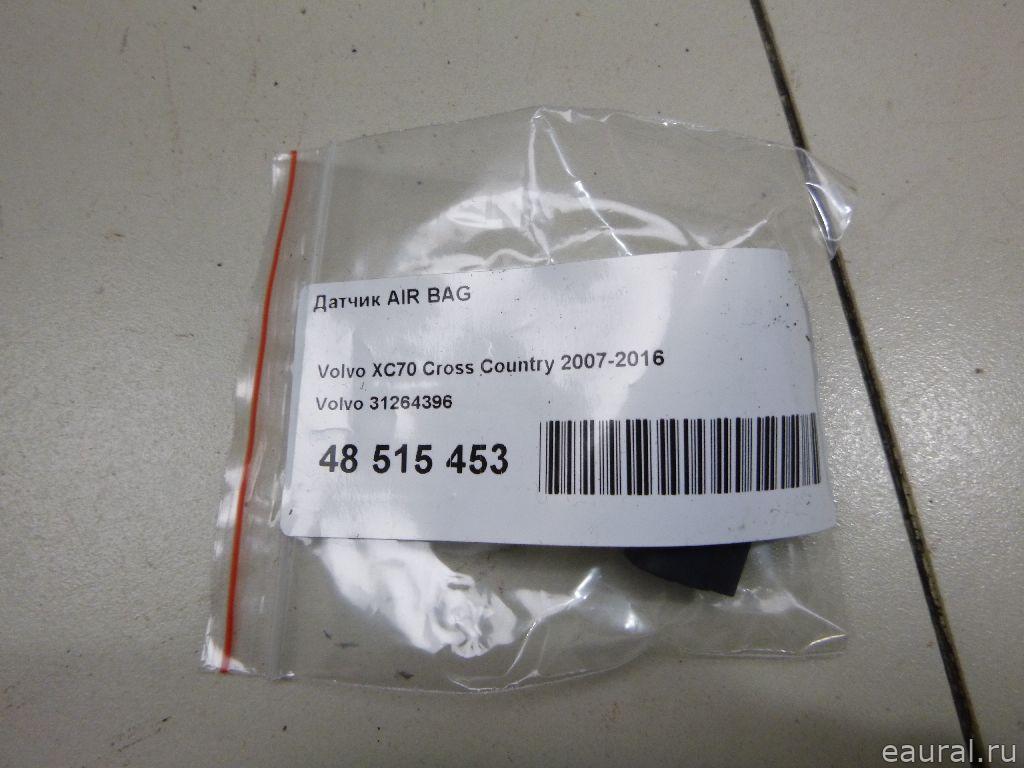 Датчик AIR BAG
Volvo XC70 Cross Country 2007-2016
Volvo 31264396
48 515 453
eaural.ru